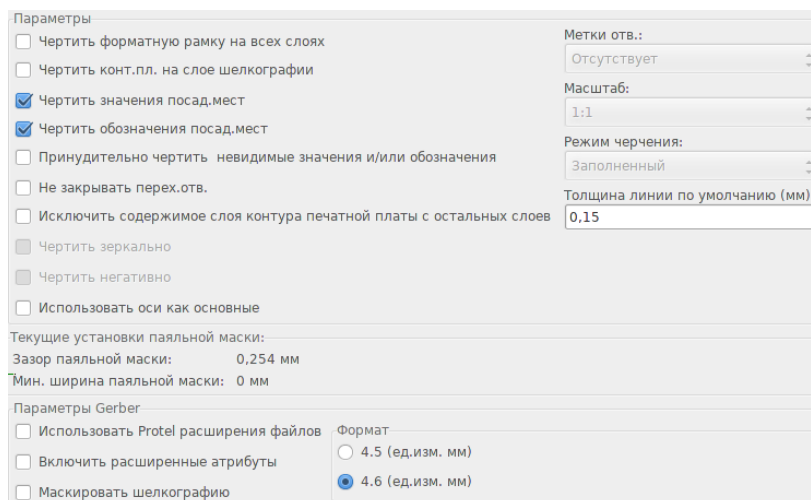 Параметры
Чертить форматную рамку на всех слоях
Чертить конт.пл. на слое шелкографии
Чертить значения посад.мест
Чертить обозначения посад.мест
Принудительно чертить невидимые значения и/или обозначения
Не закрывать перех.отв.
Исключить содержимое слоя контура печатной платы с остальных слоев
Чертить зеркально
Чертить негативно
Использовать оси как основные
Метки отв.:
Отсутствует
Масштаб:
1:1
Режим черчения:
Заполненный
Толщина линии по умолчанию (мм)
0,15
Текущие установки паяльной маски:
Зазор паяльной маски: 0,254 мм
Мин. ширина паяльной маски: 0 мм
Параметры Gerber
Использовать Protel расширения файлов
Включить расширенные атрибуты
Маскировать шелкографию
Формат
4.5 (ед.изм. мм)
4.6 (ед.изм. мм)